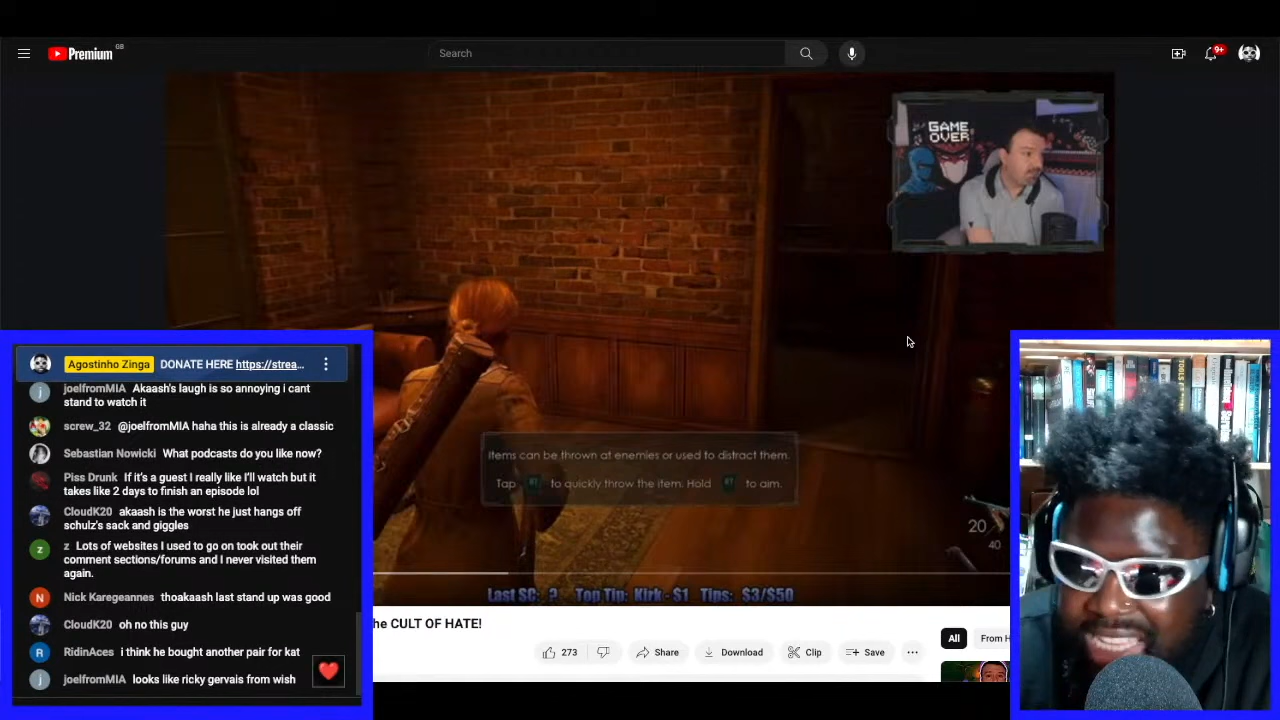 Premium GB
Search
9+
GAME
OVER
Items can be thrown at enemies or used to distract them.
Tap RT to quickly throw the item. Hold RT to aim.
20
40
Last SC: ? Top Tip: Kirk - $1 Tips: $3/$50
he CULT OF HATE!
273
Share
Download
Clip
Save
All
From H
Agostinho Zinga DONATE HERE https://strea...
joelfromMIA Akaash's laugh is so annoying i cant
stand to watch it
screw_32 @joelfromMIA haha this is already a classic
Sebastian Nowicki What podcasts do you like now?
Piss Drunk If it's a guest I really like I'll watch but it
takes like 2 days to finish an episode lol
CloudK20 akaash is the worst he just hangs off
schulz's sack and giggles
z Lots of websites I used to go on took out their
comment sections/forums and I never visited them
again.
N Nick Karegeannes thoakaash last stand up was good
CloudK20 oh no this guy
R RidinAces i think he bought another pair for kat
j joelfromMIA looks like ricky gervais from wish